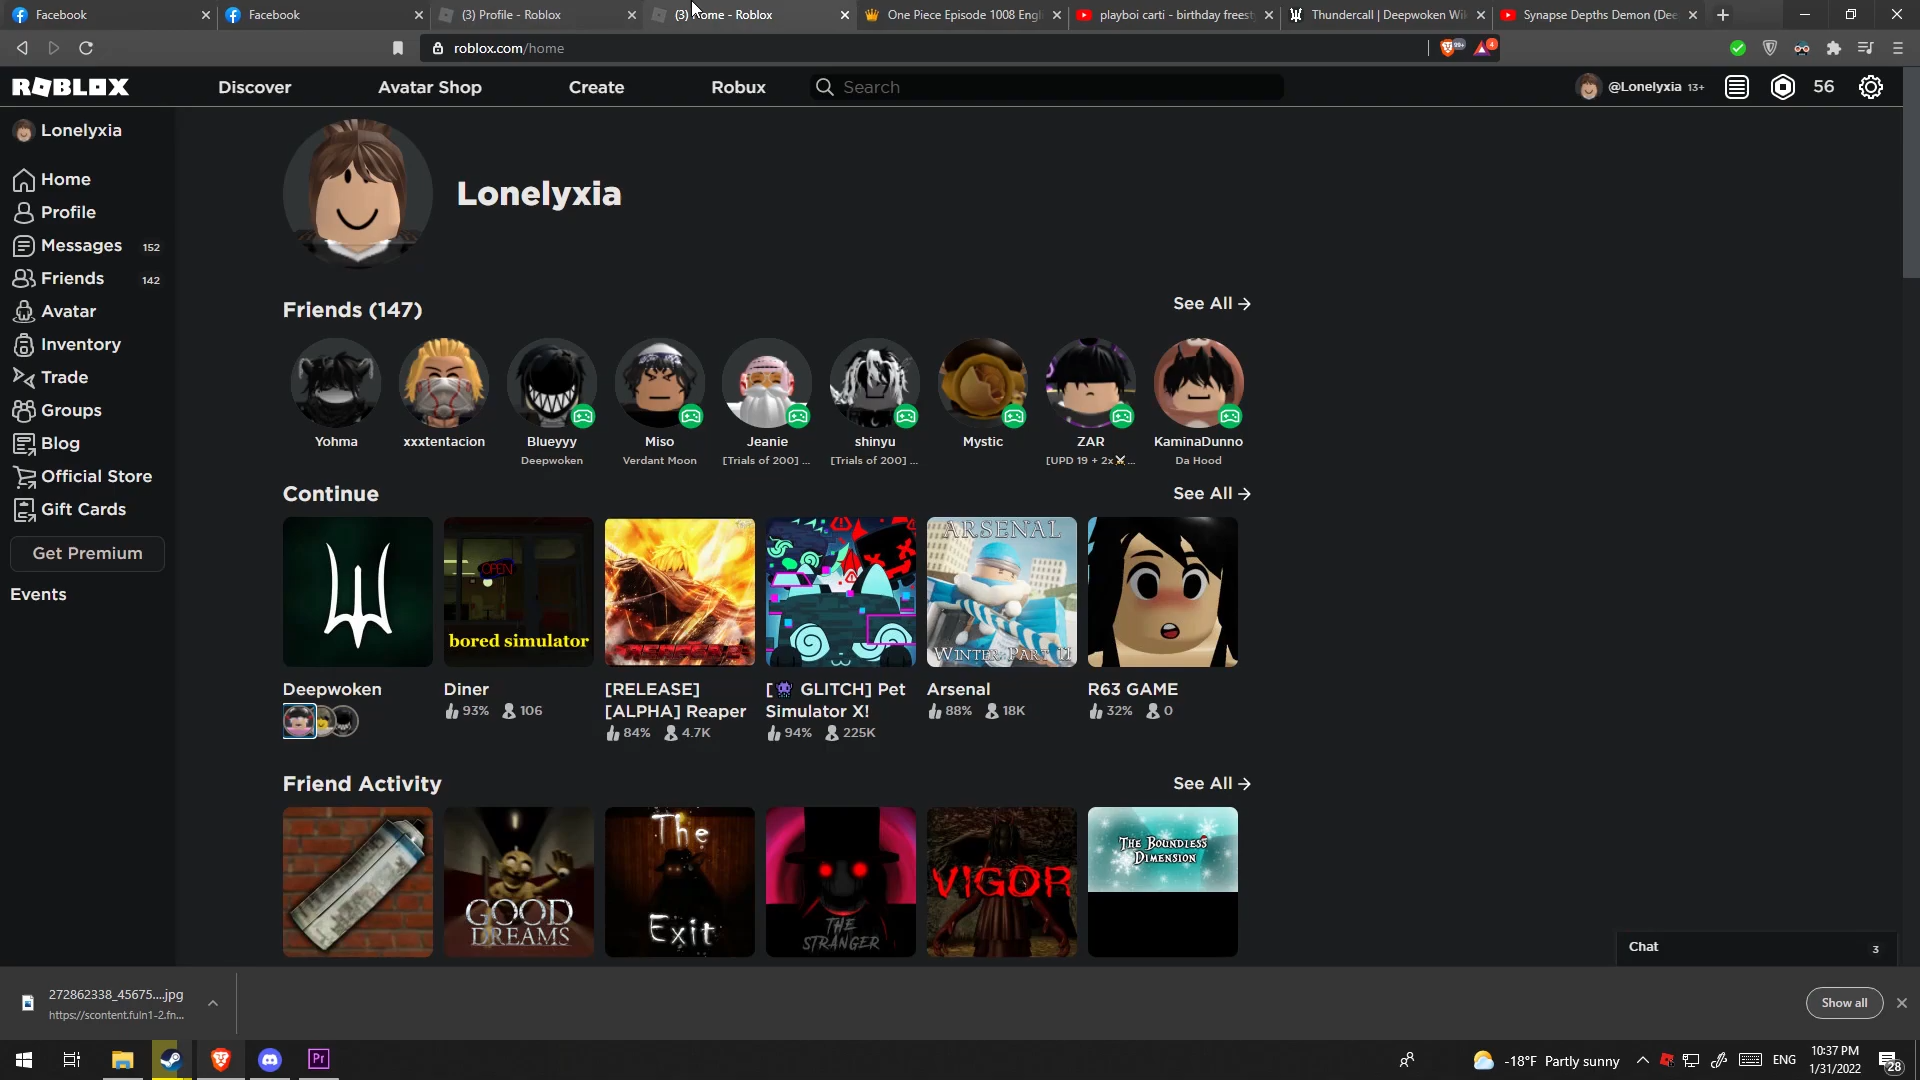 Facebook
Facebook
(3) Profile - Roblox
(3) Home - Roblox
One Piece Episode 1008 Engl
playboi carti - birthday freest
Thundercall | Deepwoken Wi
Synapse Depths Demon (Dee
roblox.com/home
99+
4
ROBLOX
Discover
Avatar Shop
Create
Robux
Search
@Lonelyxia 13+
56
Lonelyxia
Home
Profile
Messages 152
Friends 142
Avatar
Inventory
Trade
Groups
Blog
Official Store
Gift Cards
Get Premium
Events
Lonelyxia
Friends (147)
See All →
Yohma
xxxtentacion
Blueyyy
Miso
Jeanie
shinyu
Mystic
ZAR
KaminaDunno
Deepwoken
Verdant Moon
[Trials of 200] ...
[Trials of 200] ...
[UPD 19 + 2x⚔️...
Da Hood
Continue
See All →
OPEN
bored simulator
ARSENAL
WINTER: PART II
Deepwoken
Diner
93% 106
[RELEASE]
[ALPHA] Reaper
84% 4.7K
[👾 GLITCH] Pet
Simulator X!
94% 225K
Arsenal
88% 18K
R63 GAME
32% 0
Friend Activity
See All →
GOOD
DREAMS
The
Exit
THE
STRANGER
VIGOR
THE BOUNDLESS
DIMENSION
Chat 3
272862338_45675....jpg
https://scontent.fuln1-2.fn...
Show all
Pr
-18°F Partly sunny
ENG
10:37 PM
1/31/2022
28